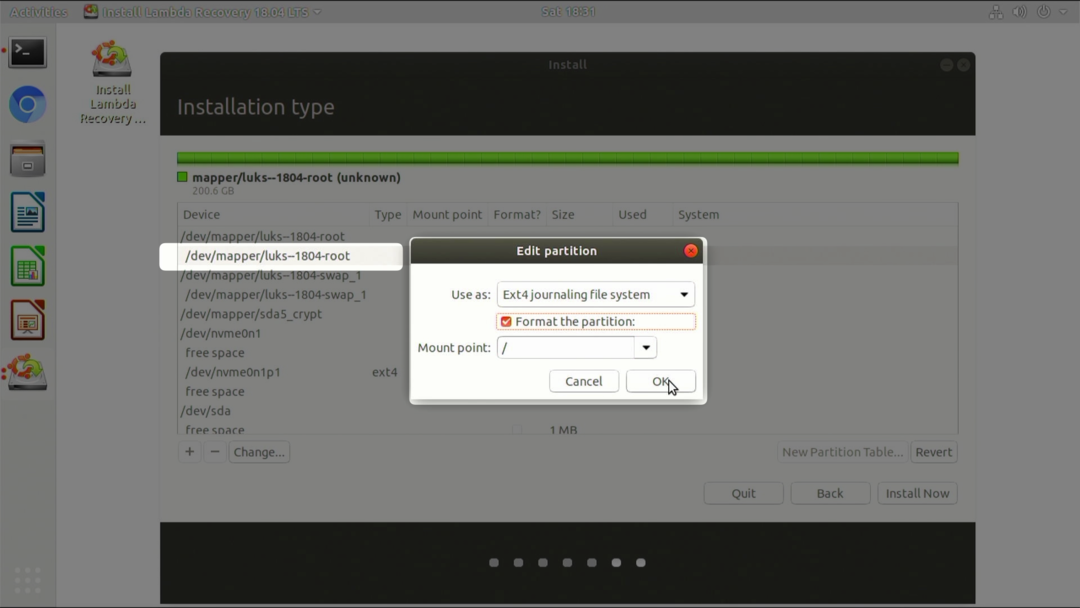 Activities
Install Lambda Recovery 18.04 LTS
Sat 18:31
Install
Lambda
Recovery ...
Install
Installation type
mapper/luks--1804-root (unknown)
200.6 GB
Device Type Mount point Format? Size Used System
/dev/mapper/luks--1804-root
/dev/mapper/luks--1804-root
/dev/mapper/luks--1804-swap_1
/dev/mapper/luks--1804-swap_1
/dev/mapper/sda5_crypt
/dev/nvme0n1
free space
/dev/nvme0n1p1 ext4
free space
/dev/sda
free space 1 MB
Edit partition
Use as: Ext4 journaling file system
Format the partition:
Mount point: /
Cancel OK
+ − Change... New Partition Table... Revert
Quit Back Install Now